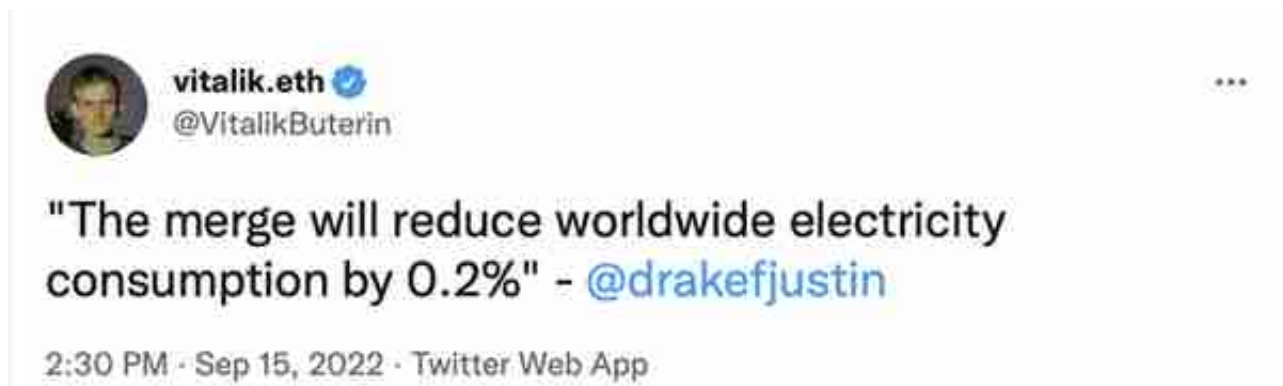 vitalik.eth
@VitalikButerin
"The merge will reduce worldwide electricity
consumption by 0.2%" - @drakefjustin
2:30 PM · Sep 15, 2022 · Twitter Web App